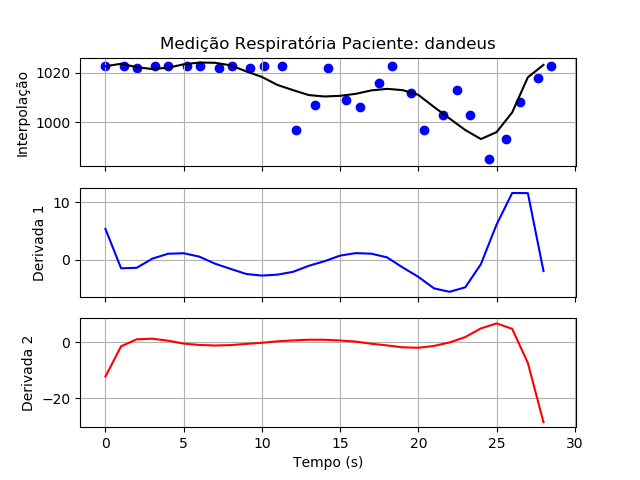 Medição Respiratória Paciente: dandeus
Interpolação
1020
1000
Derivada 1
10
0
Derivada 2
0
−20
0 5 10 15 20 25 30
Tempo (s)